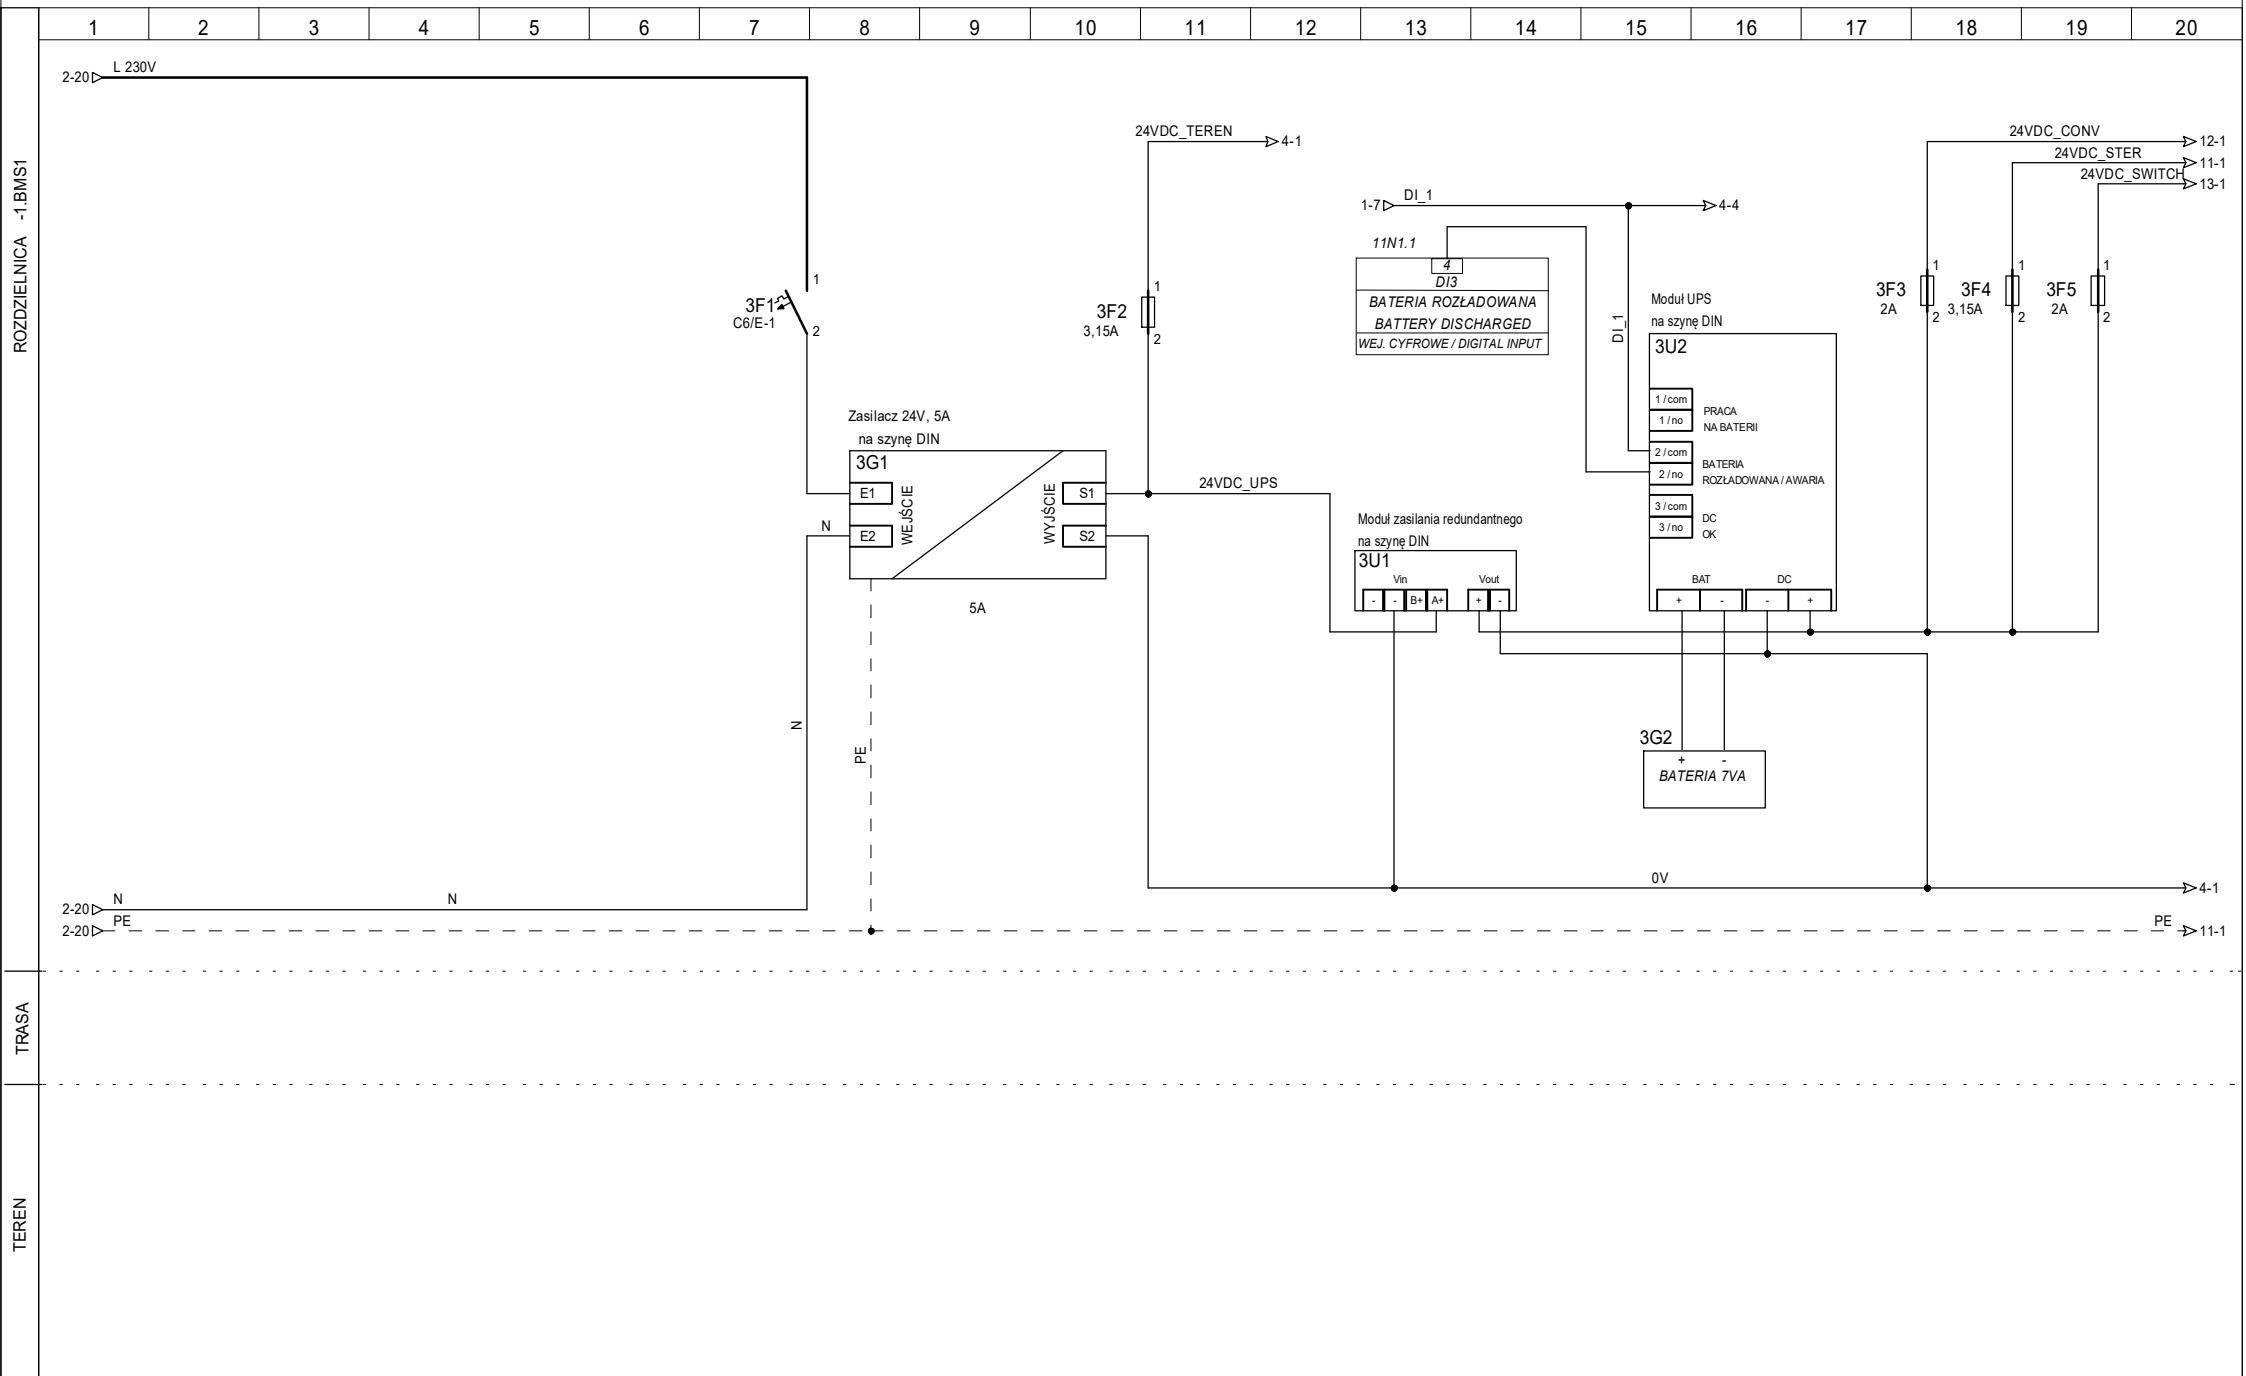 1 2 3 4 5 6 7 8 9 10 11 12 13 14 15 16 17 18 19 20
ROZDZIELNICA -1.BMS1
TRASA
TEREN
2-20 L 230V
3F1
C6/E-1
1
2
Zasilacz 24V, 5A
na szynę DIN
3G1
E1
E2
WEJŚCIE
WYJŚCIE
S1
S2
5A
N
N
PE
24VDC_TEREN
4-1
3F2
3,15A
1
2
24VDC_UPS
1-7 DI_1 4-4
11N1.1
4
DI3
BATERIA ROZŁADOWANA
BATTERY DISCHARGED
WEJ. CYFROWE / DIGITAL INPUT
DI_1
Moduł zasilania redundantnego
na szynę DIN
3U1
Vin Vout
- - B+ A+ + -
Moduł UPS
na szynę DIN
3U2
1 / com
1 / no
PRACA
NA BATERII
2 / com
2 / no
BATERIA
ROZŁADOWANA / AWARIA
3 / com
3 / no
DC
OK
BAT DC
+ - - +
3G2
+ -
BATERIA 7VA
24VDC_CONV 12-1
24VDC_STER 11-1
24VDC_SWITCH 13-1
3F3
2A
1
2
3F4
3,15A
1
2
3F5
2A
1
2
0V 4-1
2-20 N N
2-20 PE PE 11-1